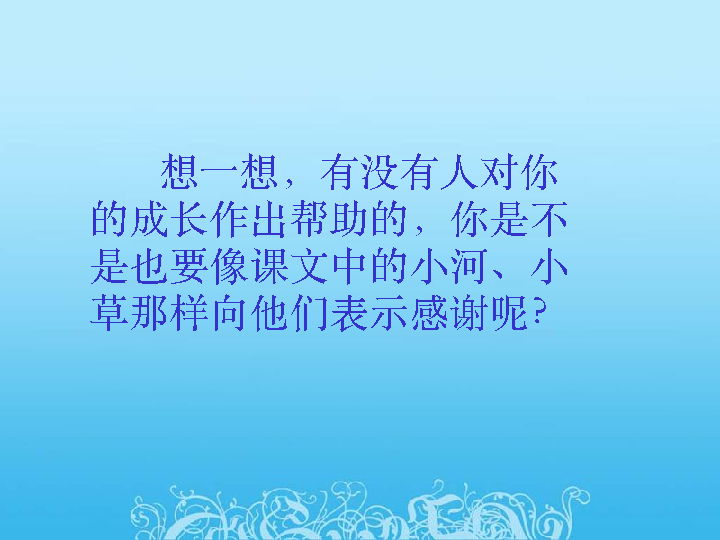 想一想，有没有人对你
的成长作出帮助的，你是不
是也要像课文中的小河、小
草那样向他们表示感谢呢？